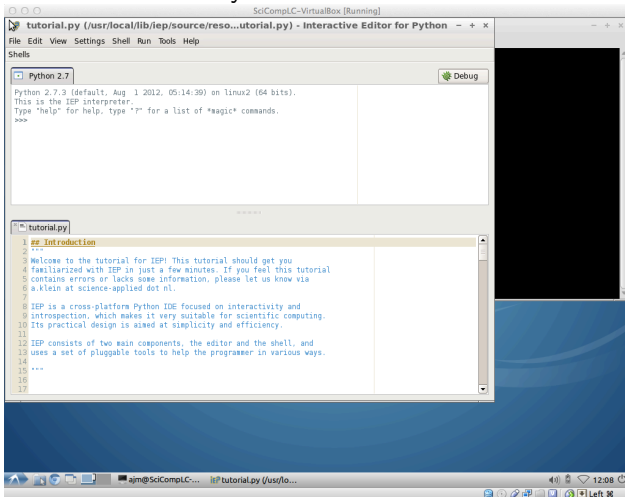 SciCompLC-VirtualBox [Running]
tutorial.py (/usr/local/lib/iep/source/reso...utorial.py) - Interactive Editor for Python
File Edit View Settings Shell Run Tools Help
Shells
Python 2.7
Debug
Python 2.7.3 (default, Aug 1 2012, 05:14:39) on linux2 (64 bits).
This is the IEP interpreter.
Type "help" for help, type "?" for a list of *magic* commands.
>>>
tutorial.py
1 ## Introduction
2 """
3 Welcome to the tutorial for IEP! This tutorial should get you
4 familiarized with IEP in just a few minutes. If you feel this tutorial
5 contains errors or lacks some information, please let us know via
6 a.klein at science-applied dot nl.
7
8 IEP is a cross-platform Python IDE focused on interactivity and
9 introspection, which makes it very suitable for scientific computing.
10 Its practical design is aimed at simplicity and efficiency.
11
12 IEP consists of two main components, the editor and the shell, and
13 uses a set of pluggable tools to help the programmer in various ways.
14
15 """
16
17
ajm@SciCompLC-...
tutorial.py (/usr/lo...
12:08
Left ⌘